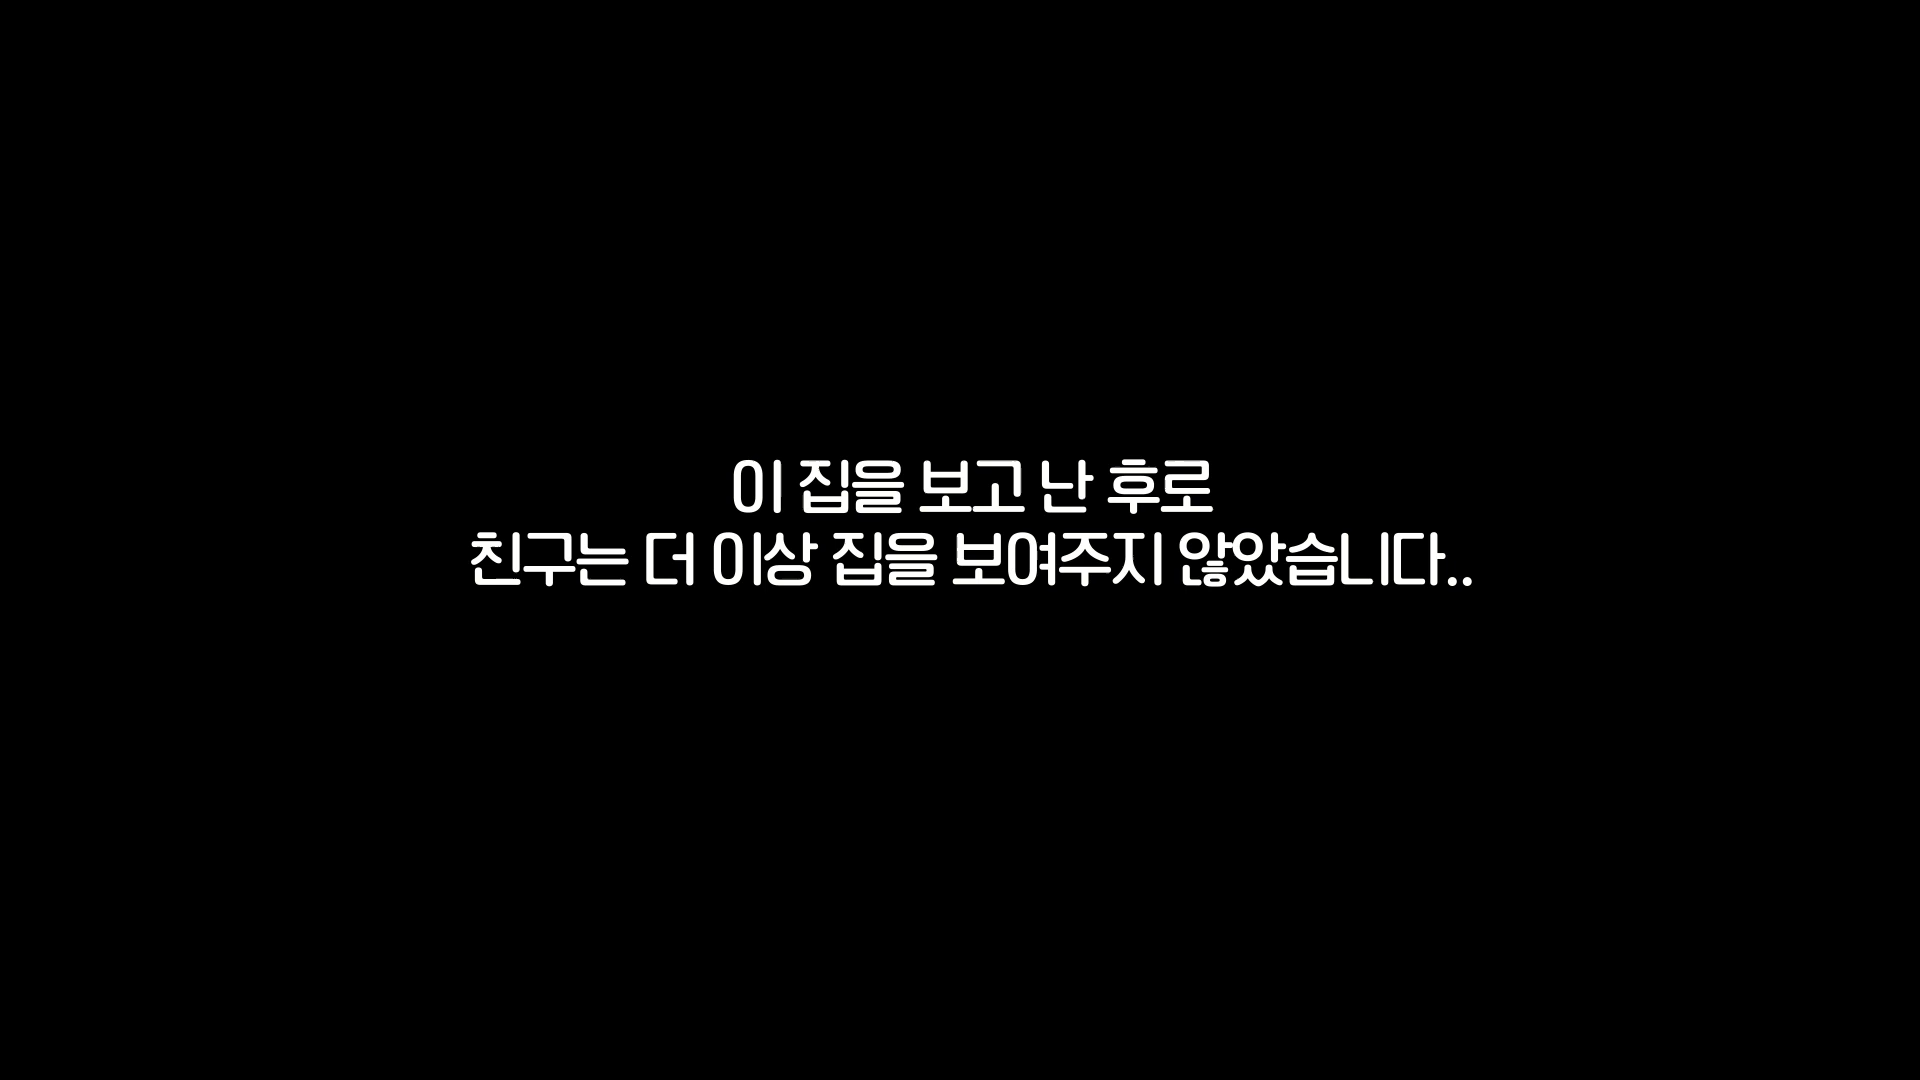 이 집을 보고 난 후로
친구는 더 이상 집을 보여주지 않았습니다..